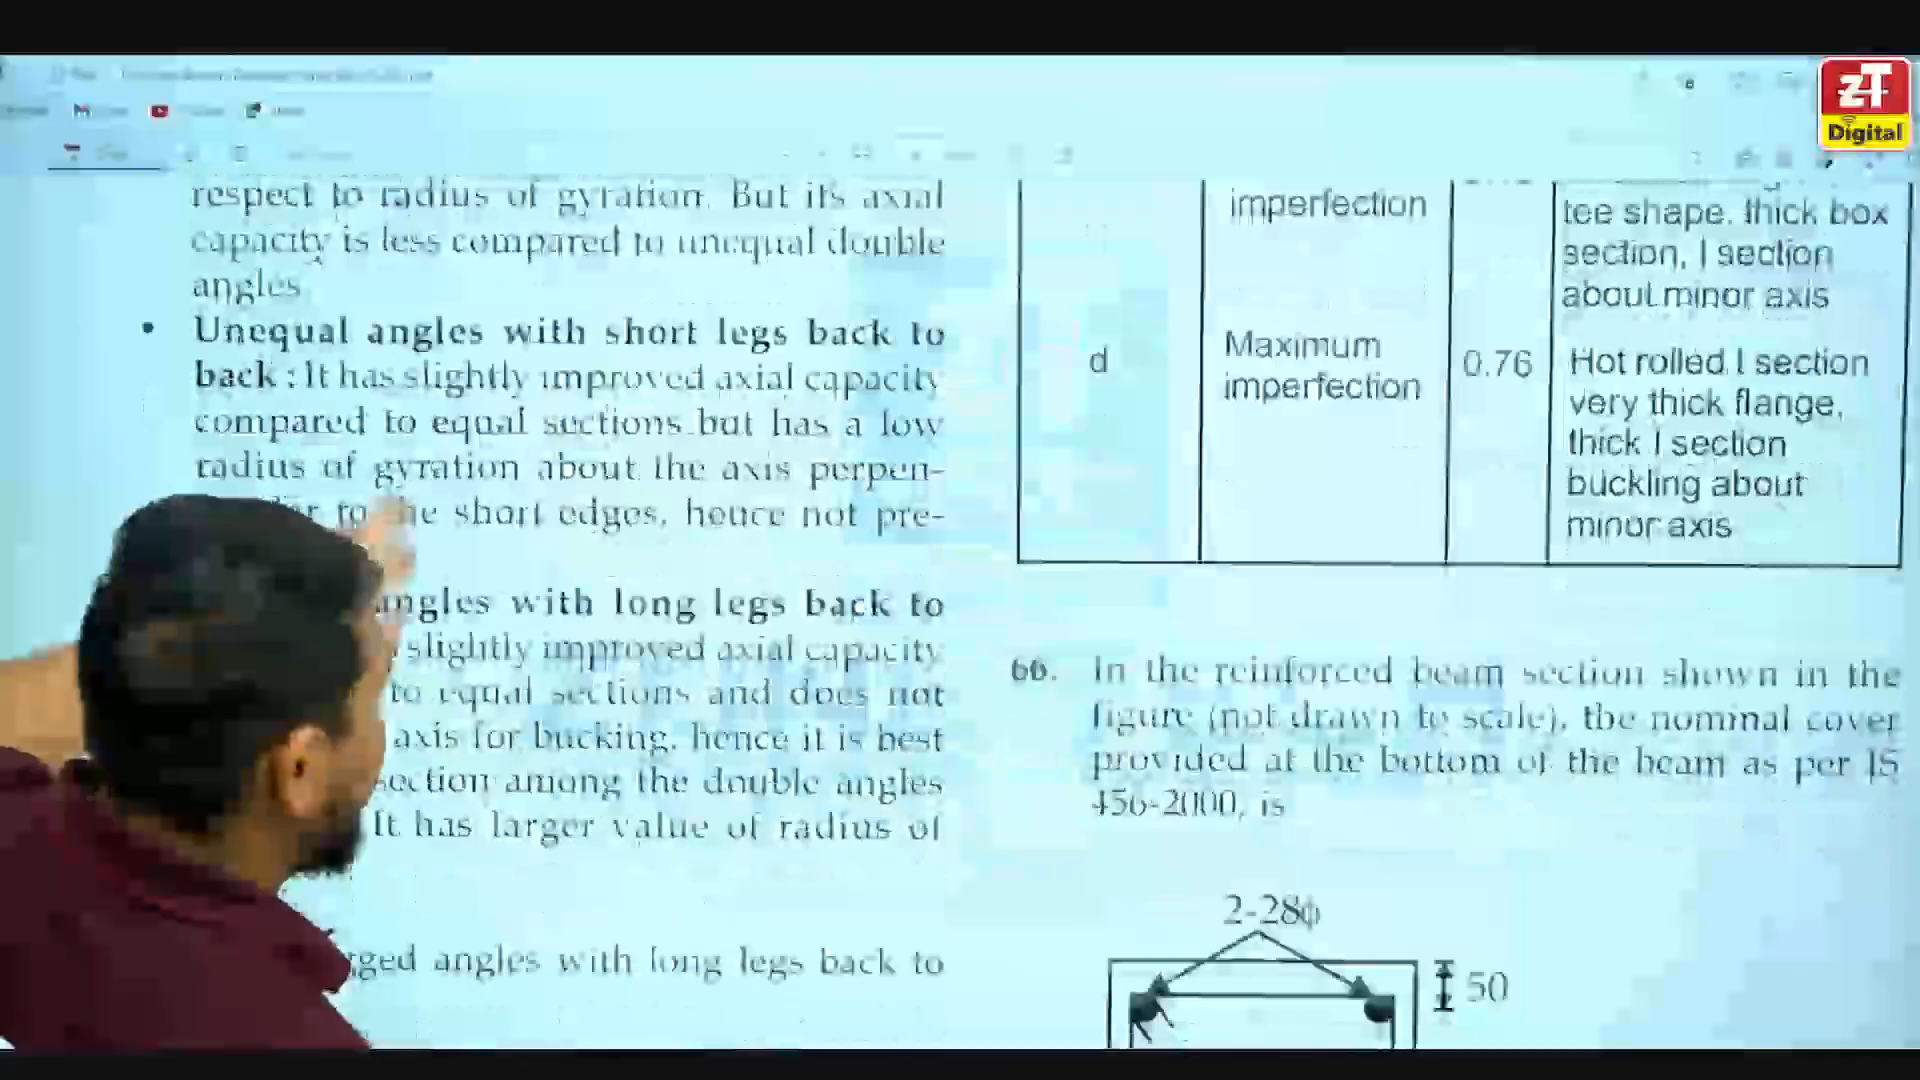 respect to radius of gyration. But its axial
capacity is less compared to unequal double
angles.
• Unequal angles with short legs back to
back : It has slightly improved axial capacity
compared to equal sections but has a low
radius of gyration about the axis perpen-
to the short edges, hence not pre-
angles with long legs back to
slightly improved axial capacity
to equal sections and does not
axis for bucking, hence it is best
section among the double angles
It has larger value of radius of
angles with long legs back to
imperfection
tee shape. thick box
section, I section
about minor axis
d
Maximum
imperfection
0.76
Hot rolled I section
very thick flange,
thick I section
buckling about
minor axis
66. In the reinforced beam section shown in the
figure (not drawn to scale), the nominal cover
provided at the bottom of the beam as per IS
456-2000, is
2-28ϕ
50
ZT
Digital